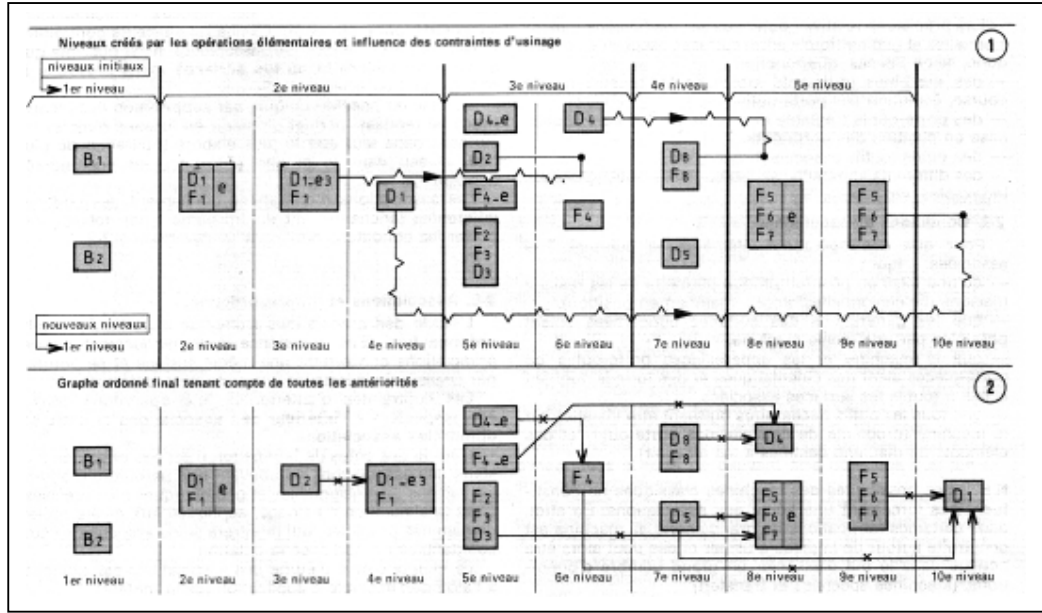 Niveaux créés par les opérations élémentaires et influence des contraintes d'usinage
1
niveaux initiaux
1er niveau
2e niveau
3e niveau
4e niveau
5e niveau
B1
B2
D1
F1
e
D1-e3
F1
D1
D4-e
D2
F4-e
F2
F3
D3
D4
F4
D8
F8
D5
F5
F6
F7
e
F5
F6
F7
nouveaux niveaux
1er niveau
2e niveau
3e niveau
4e niveau
5e niveau
6e niveau
7e niveau
8e niveau
9e niveau
10e niveau
Graphe ordonné final tenant compte de toutes les antériorités
2
B1
B2
D1
F1
e
D2
D1-e3
F1
D4-e
F4-e
F2
F3
D3
F4
D8
F8
D5
D4
F5
F6
F7
e
F5
F6
F7
D1
1er niveau
2e niveau
3e niveau
4e niveau
5e niveau
6e niveau
7e niveau
8e niveau
9e niveau
10e niveau